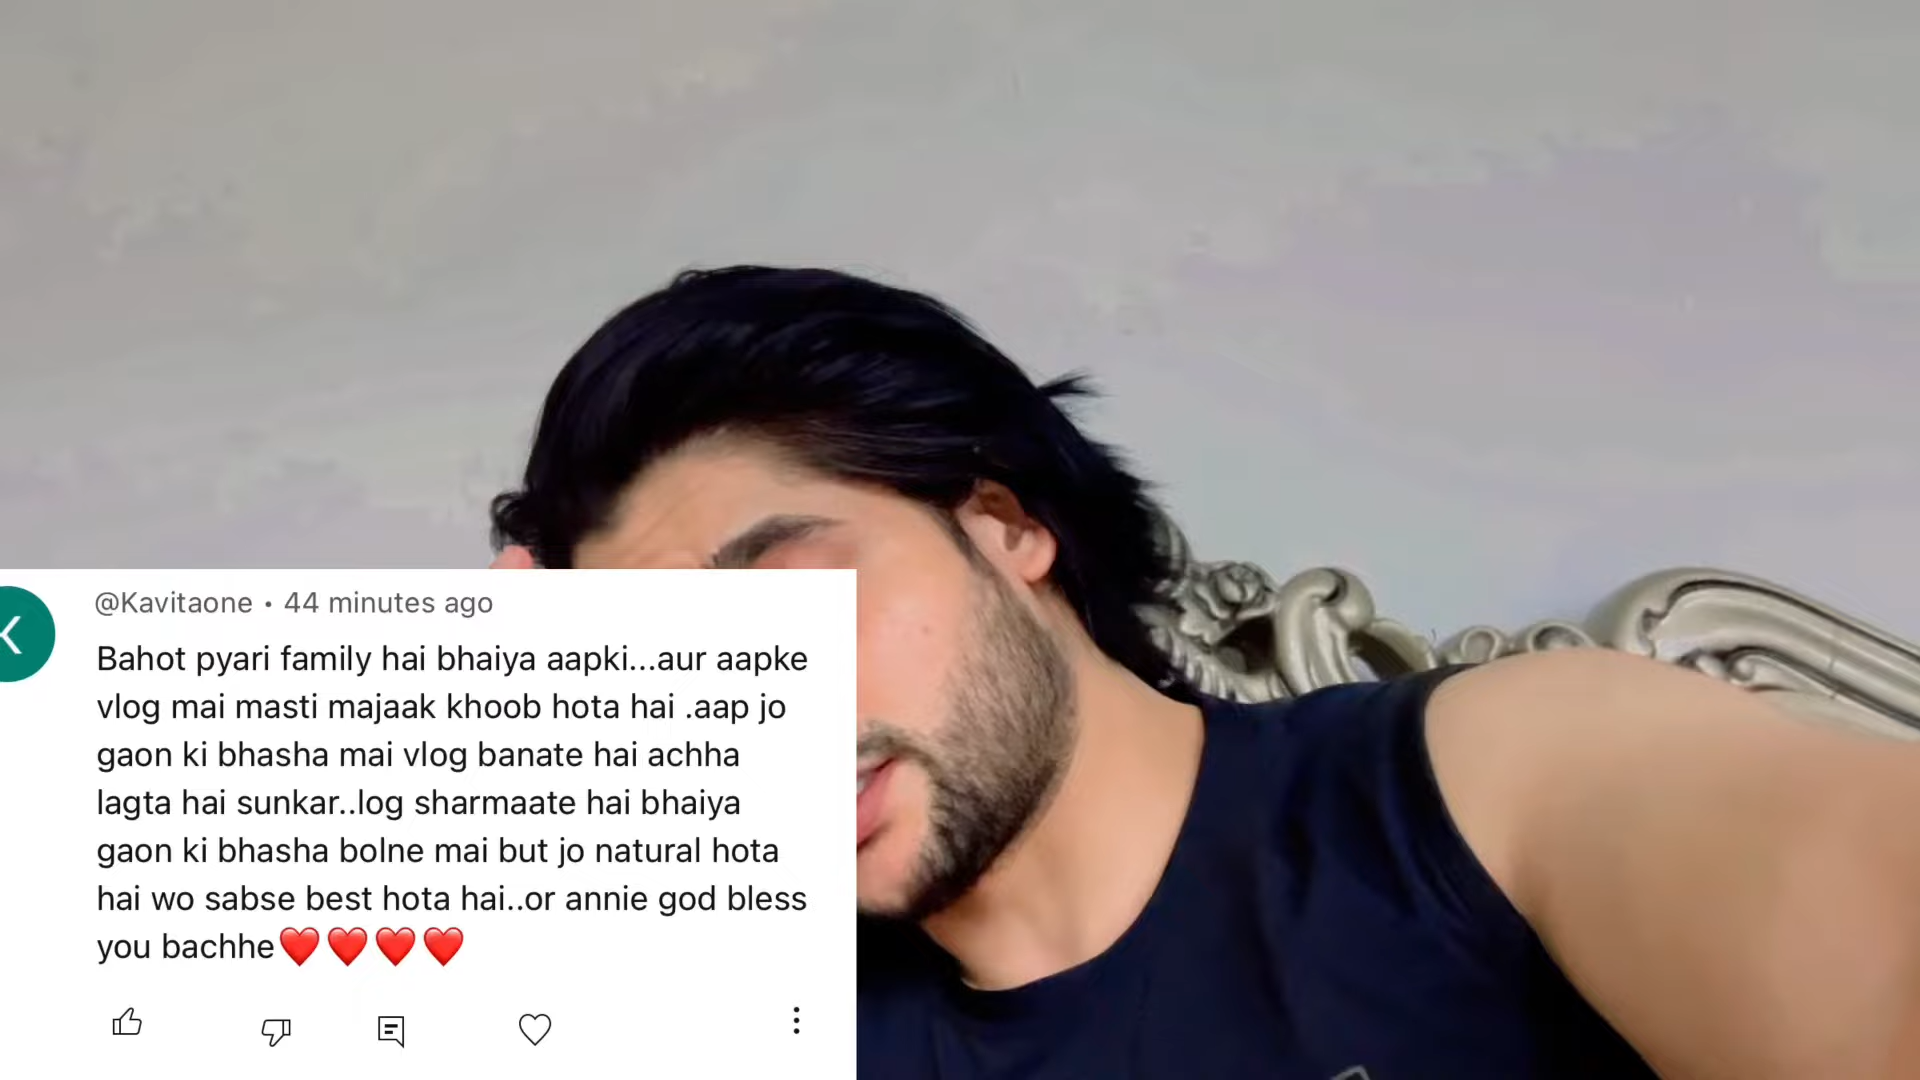 K
@Kavitaone • 44 minutes ago
Bahot pyari family hai bhaiya aapki...aur aapke
vlog mai masti majaak khoob hota hai .aap jo
gaon ki bhasha mai vlog banate hai achha
lagta hai sunkar..log sharmaate hai bhaiya
gaon ki bhasha bolne mai but jo natural hota
hai wo sabse best hota hai..or annie god bless
you bachhe❤️❤️❤️❤️